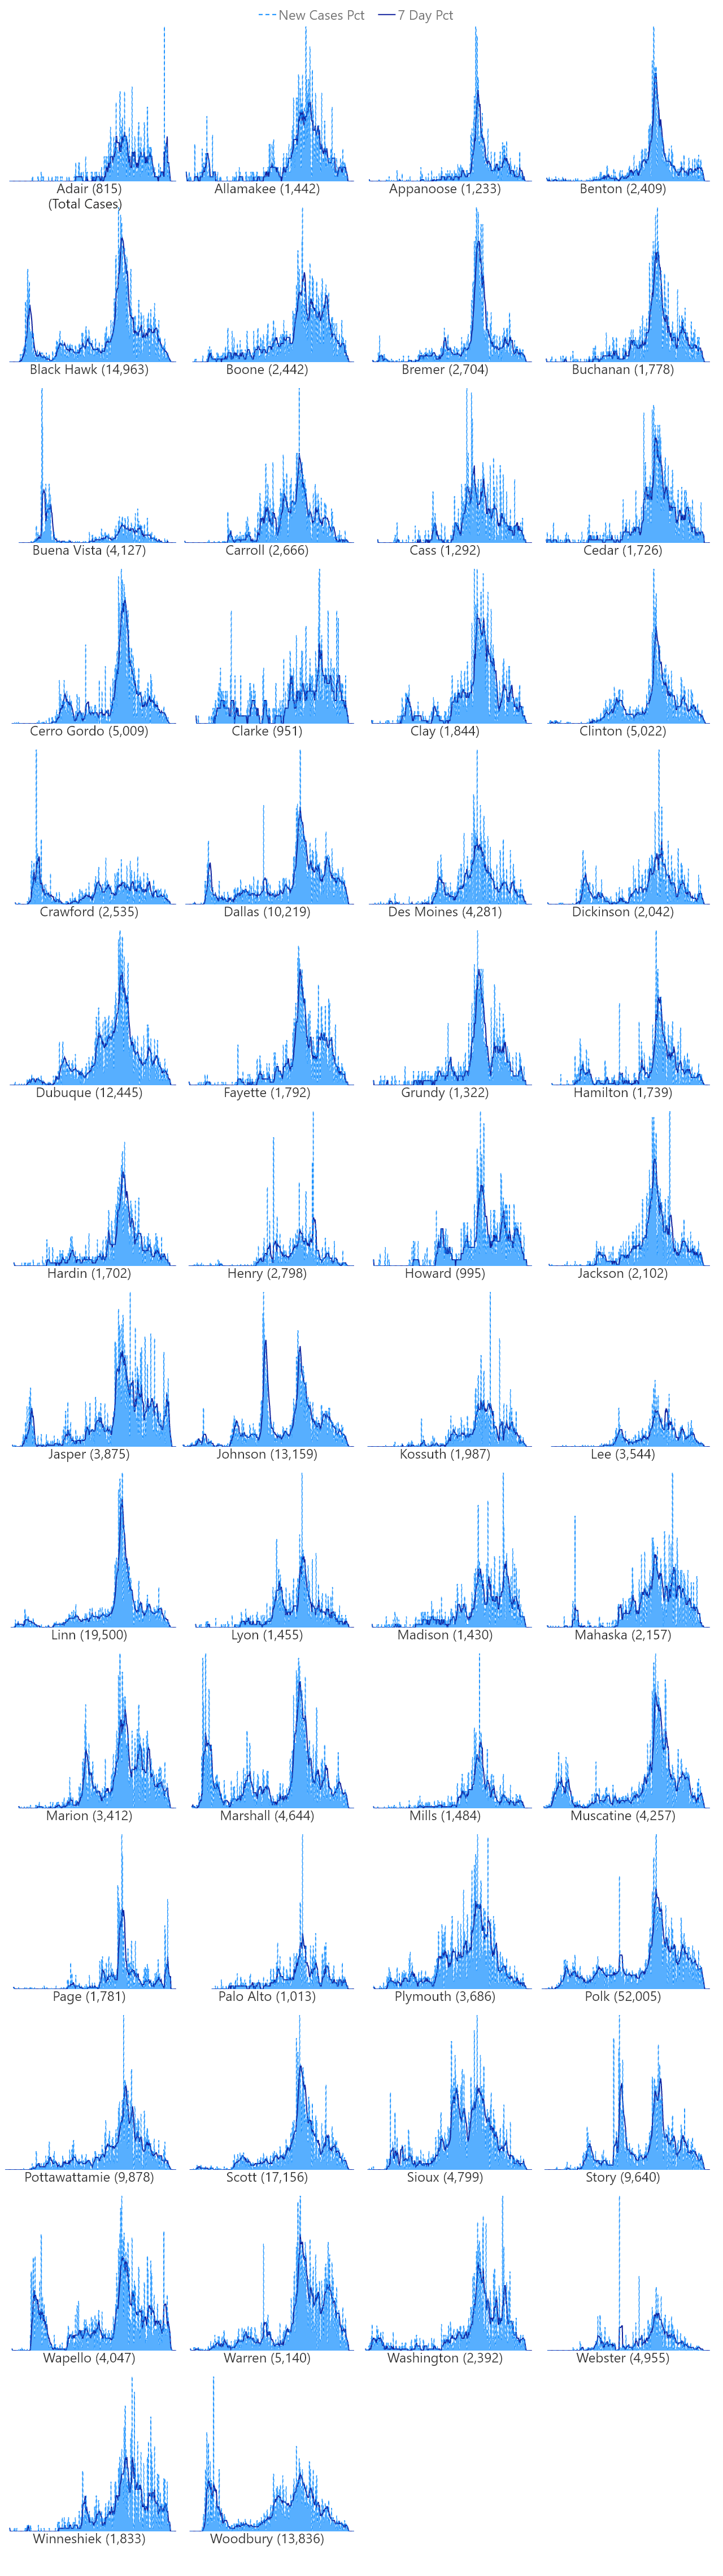 New Cases Pct 7 Day Pct
Adair (815) Allamakee (1,442) Appanoose (1,233) Benton (2,409)
(Total Cases)
Black Hawk (14,963) Boone (2,442) Bremer (2,704) Buchanan (1,778)
Buena Vista (4,127) Carroll (2,666) Cass (1,292) Cedar (1,726)
Cerro Gordo (5,009) Clarke (951) Clay (1,844) Clinton (5,022)
Crawford (2,535) Dallas (10,219) Des Moines (4,281) Dickinson (2,042)
Dubuque (12,445) Fayette (1,792) Grundy (1,322) Hamilton (1,739)
Hardin (1,702) Henry (2,798) Howard (995) Jackson (2,102)
Jasper (3,875) Johnson (13,159) Kossuth (1,987) Lee (3,544)
Linn (19,500) Lyon (1,455) Madison (1,430) Mahaska (2,157)
Marion (3,412) Marshall (4,644) Mills (1,484) Muscatine (4,257)
Page (1,781) Palo Alto (1,013) Plymouth (3,686) Polk (52,005)
Pottawattamie (9,878) Scott (17,156) Sioux (4,799) Story (9,640)
Wapello (4,047) Warren (5,140) Washington (2,392) Webster (4,955)
Winneshiek (1,833) Woodbury (13,836)